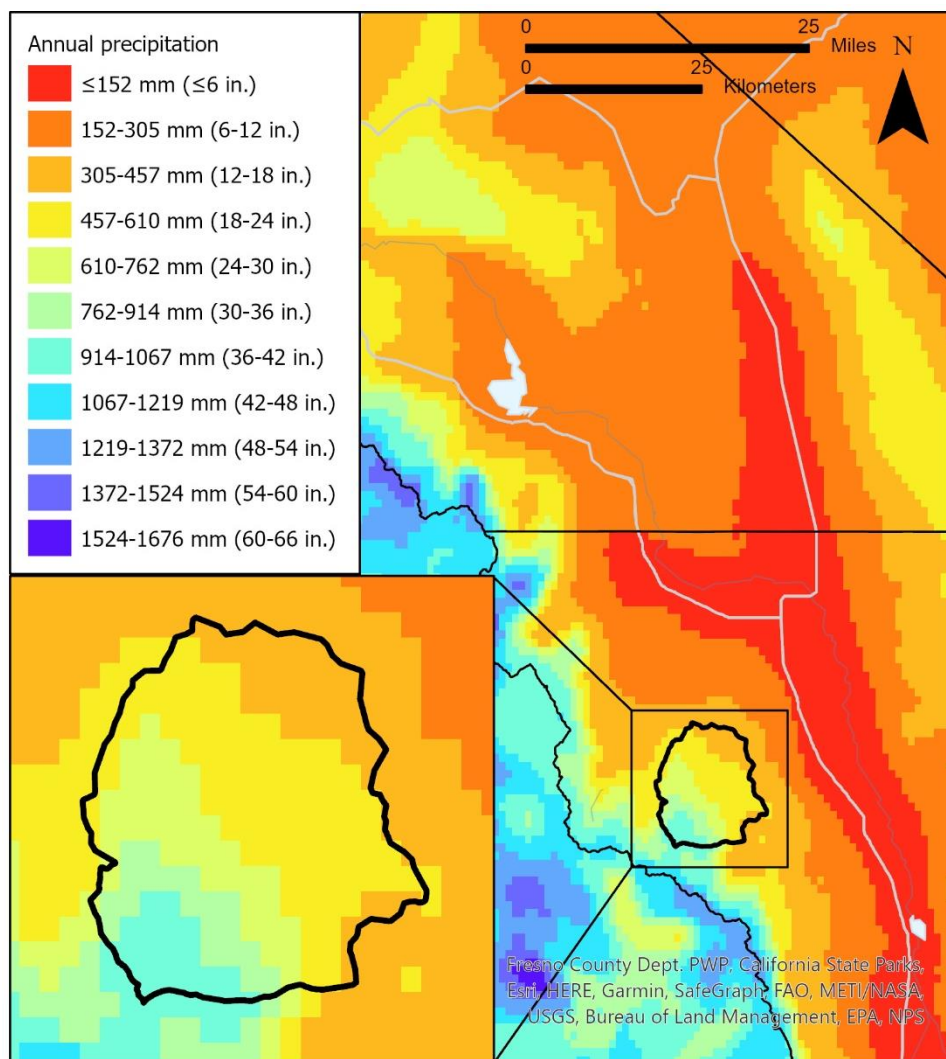 Annual precipitation
≤152 mm (≤6 in.)
152-305 mm (6-12 in.)
305-457 mm (12-18 in.)
457-610 mm (18-24 in.)
610-762 mm (24-30 in.)
762-914 mm (30-36 in.)
914-1067 mm (36-42 in.)
1067-1219 mm (42-48 in.)
1219-1372 mm (48-54 in.)
1372-1524 mm (54-60 in.)
1524-1676 mm (60-66 in.)
0 25
Miles
0 25
Kilometers
N
Fresno County Dept. PWP, California State Parks,
Esri, HERE, Garmin, SafeGraph, FAO, METI/NASA,
USGS, Bureau of Land Management, EPA, NPS